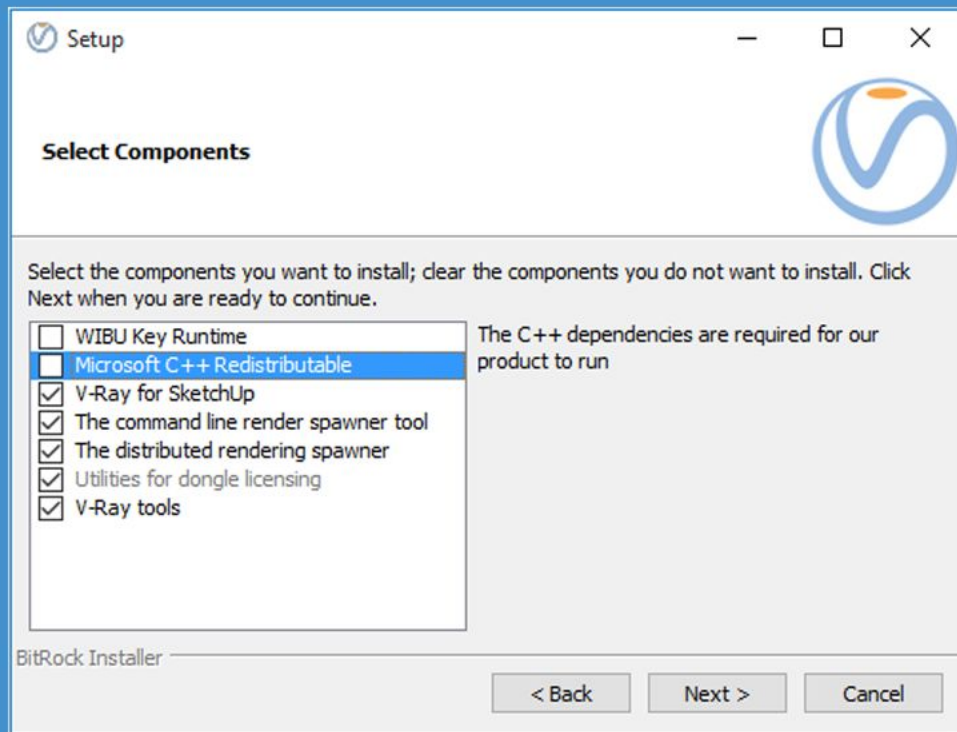 Setup
Select Components
Select the components you want to install; clear the components you do not want to install. Click
Next when you are ready to continue.
WIBU Key Runtime
Microsoft C++ Redistributable
V-Ray for SketchUp
The command line render spawner tool
The distributed rendering spawner
Utilities for dongle licensing
V-Ray tools
The C++ dependencies are required for our
product to run
BitRock Installer
< Back
Next >
Cancel